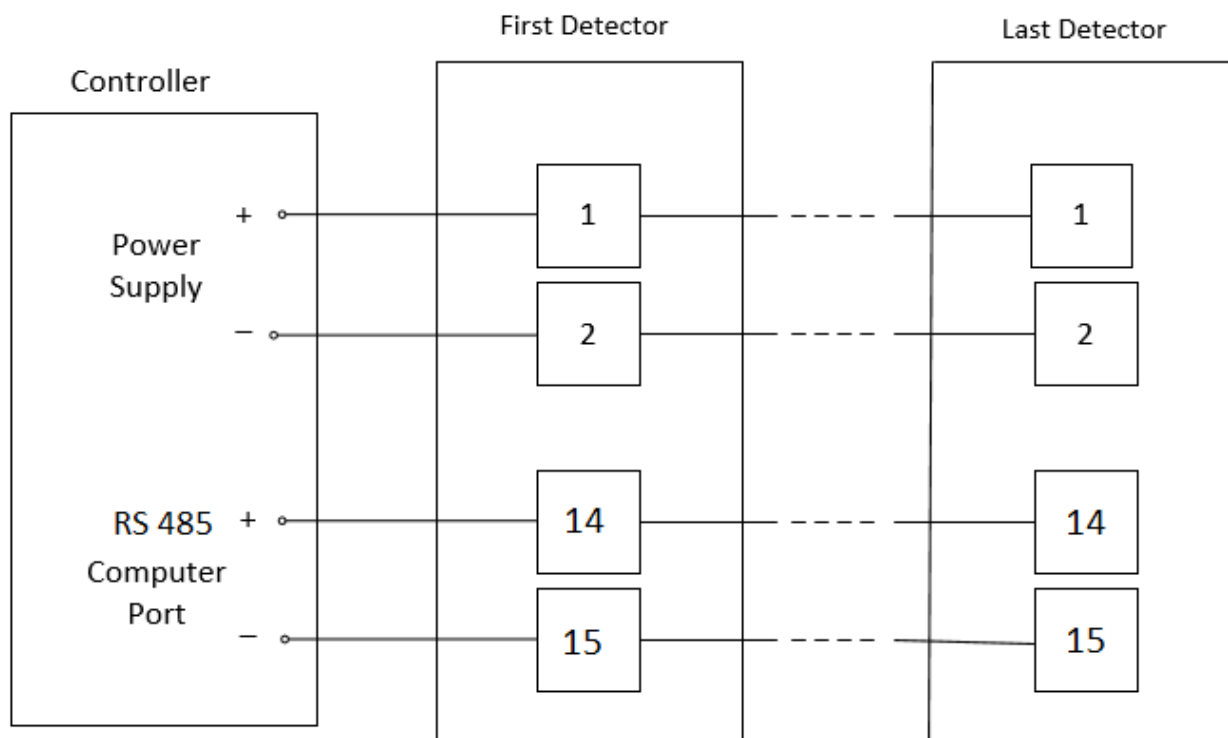 First Detector
Last Detector
Controller
+
1
1
Power
Supply
−
2
2
RS 485
+
14
14
Computer
Port
−
15
15